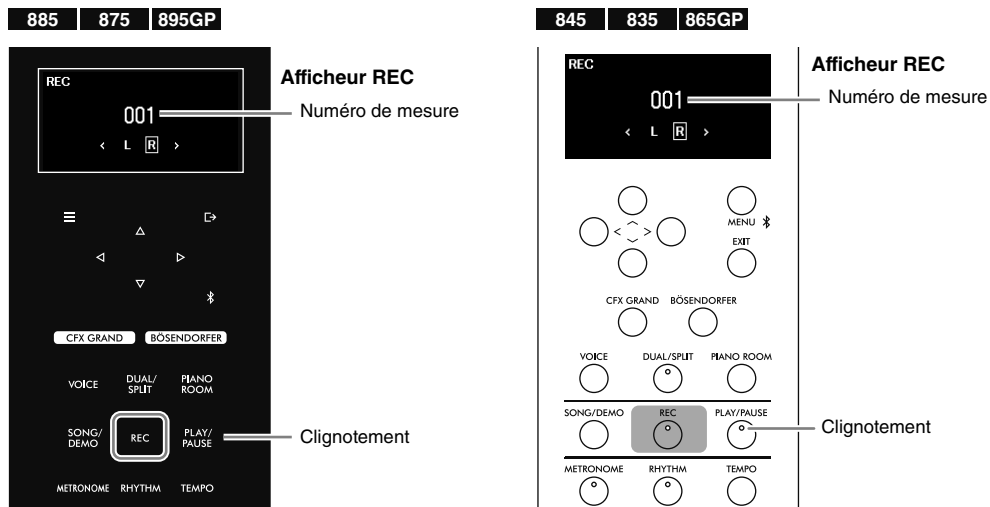 885 875 895GP
REC
001
< L R >
Afficheur REC
Numéro de mesure
CFX GRAND BÖSENDORFER
VOICE DUAL/SPLIT PIANO ROOM
SONG/DEMO REC PLAY/PAUSE
Clignotement
METRONOME RHYTHM TEMPO
845 835 865GP
REC
001
< L R >
Afficheur REC
Numéro de mesure
MENU
EXIT
CFX GRAND BÖSENDORFER
VOICE DUAL/SPLIT PIANO ROOM
SONG/DEMO REC PLAY/PAUSE
Clignotement
METRONOME RHYTHM TEMPO